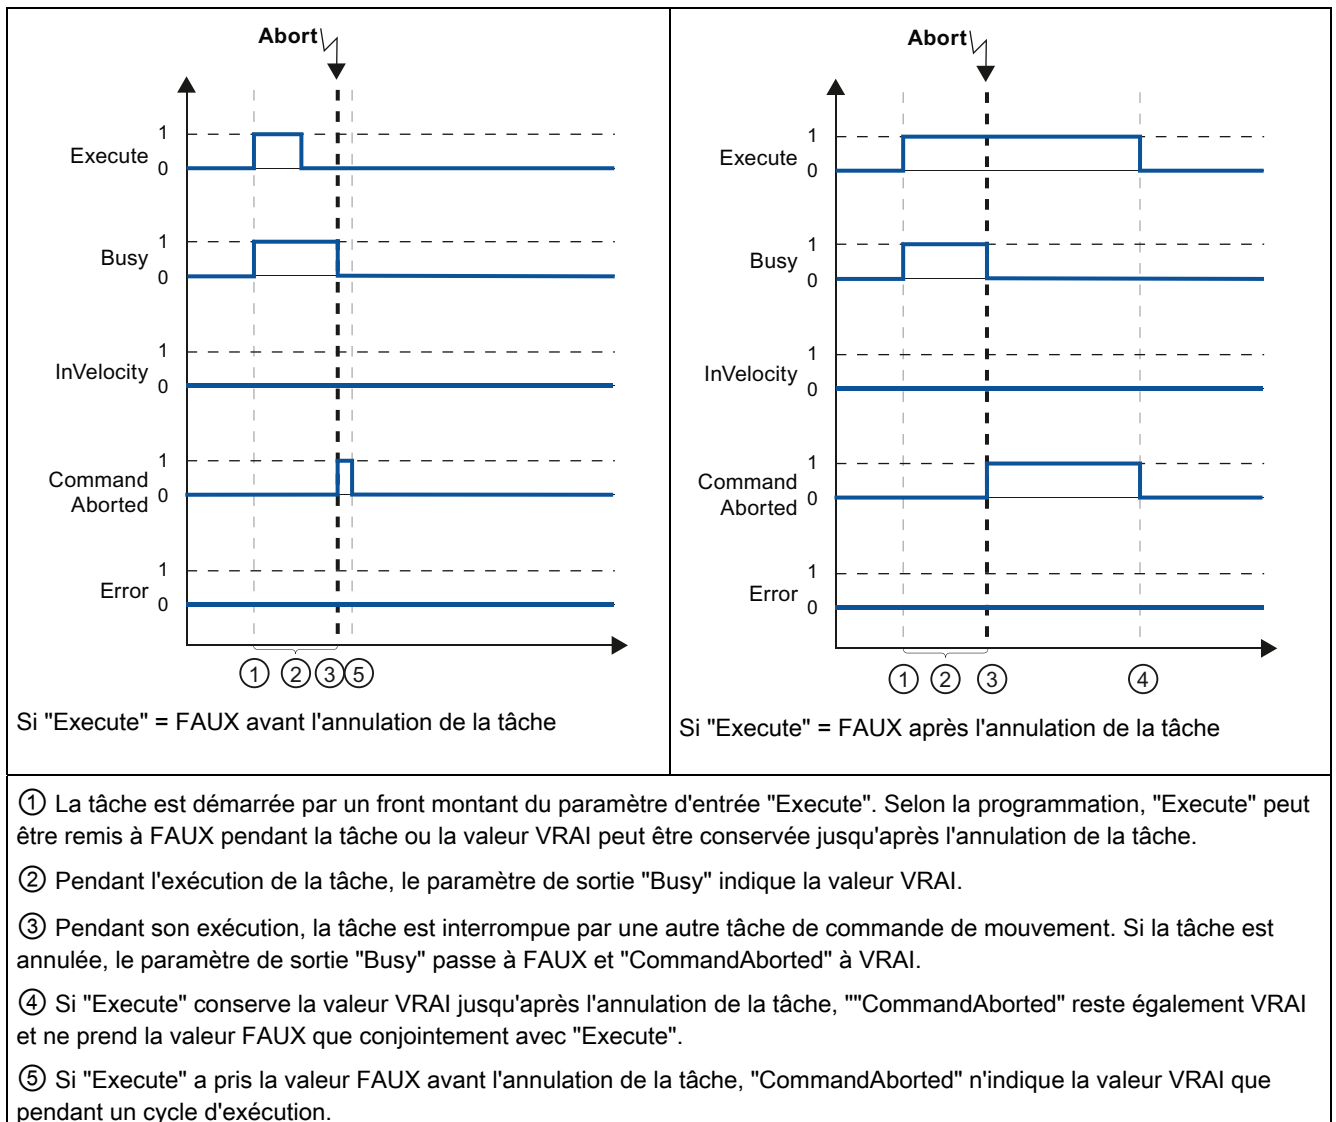 Abort
1
Execute
0
1
Busy
0
1
InVelocity
0
1
Command
Aborted
0
1
Error
0
① ② ③ ⑤
Si "Execute" = FAUX avant l'annulation de la tâche
Abort
1
Execute
0
1
Busy
0
1
InVelocity
0
1
Command
Aborted
0
1
Error
0
① ② ③ ④
Si "Execute" = FAUX après l'annulation de la tâche
① La tâche est démarrée par un front montant du paramètre d'entrée "Execute". Selon la programmation, "Execute" peut
être remis à FAUX pendant la tâche ou la valeur VRAI peut être conservée jusqu'après l'annulation de la tâche.
② Pendant l'exécution de la tâche, le paramètre de sortie "Busy" indique la valeur VRAI.
③ Pendant son exécution, la tâche est interrompue par une autre tâche de commande de mouvement. Si la tâche est
annulée, le paramètre de sortie "Busy" passe à FAUX et "CommandAborted" à VRAI.
④ Si "Execute" conserve la valeur VRAI jusqu'après l'annulation de la tâche, ""CommandAborted" reste également VRAI
et ne prend la valeur FAUX que conjointement avec "Execute".
⑤ Si "Execute" a pris la valeur FAUX avant l'annulation de la tâche, "CommandAborted" n'indique la valeur VRAI que
pendant un cycle d'exécution.